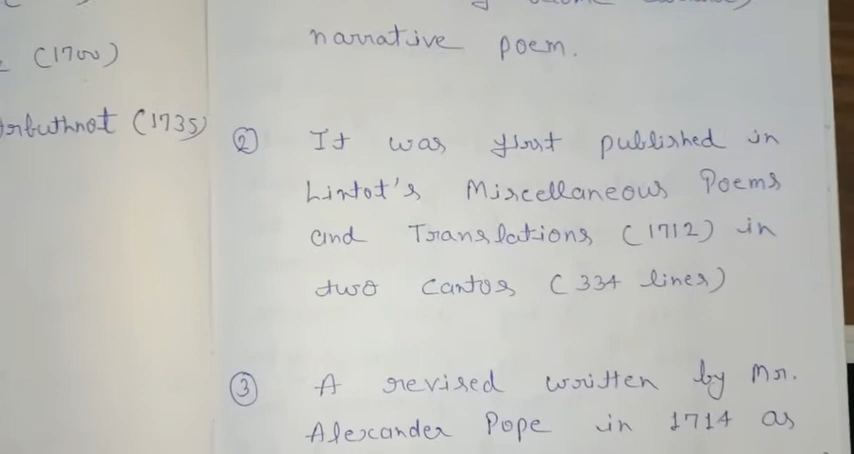 narrative poem.
(1700)
Arbuthnot (1735)
② It was first published in
Lintot's Miscellaneous Poems
and Translations (1712) in
two Cantos (334 lines)
③ A revised written by Mr.
Alexander Pope in 1714 as